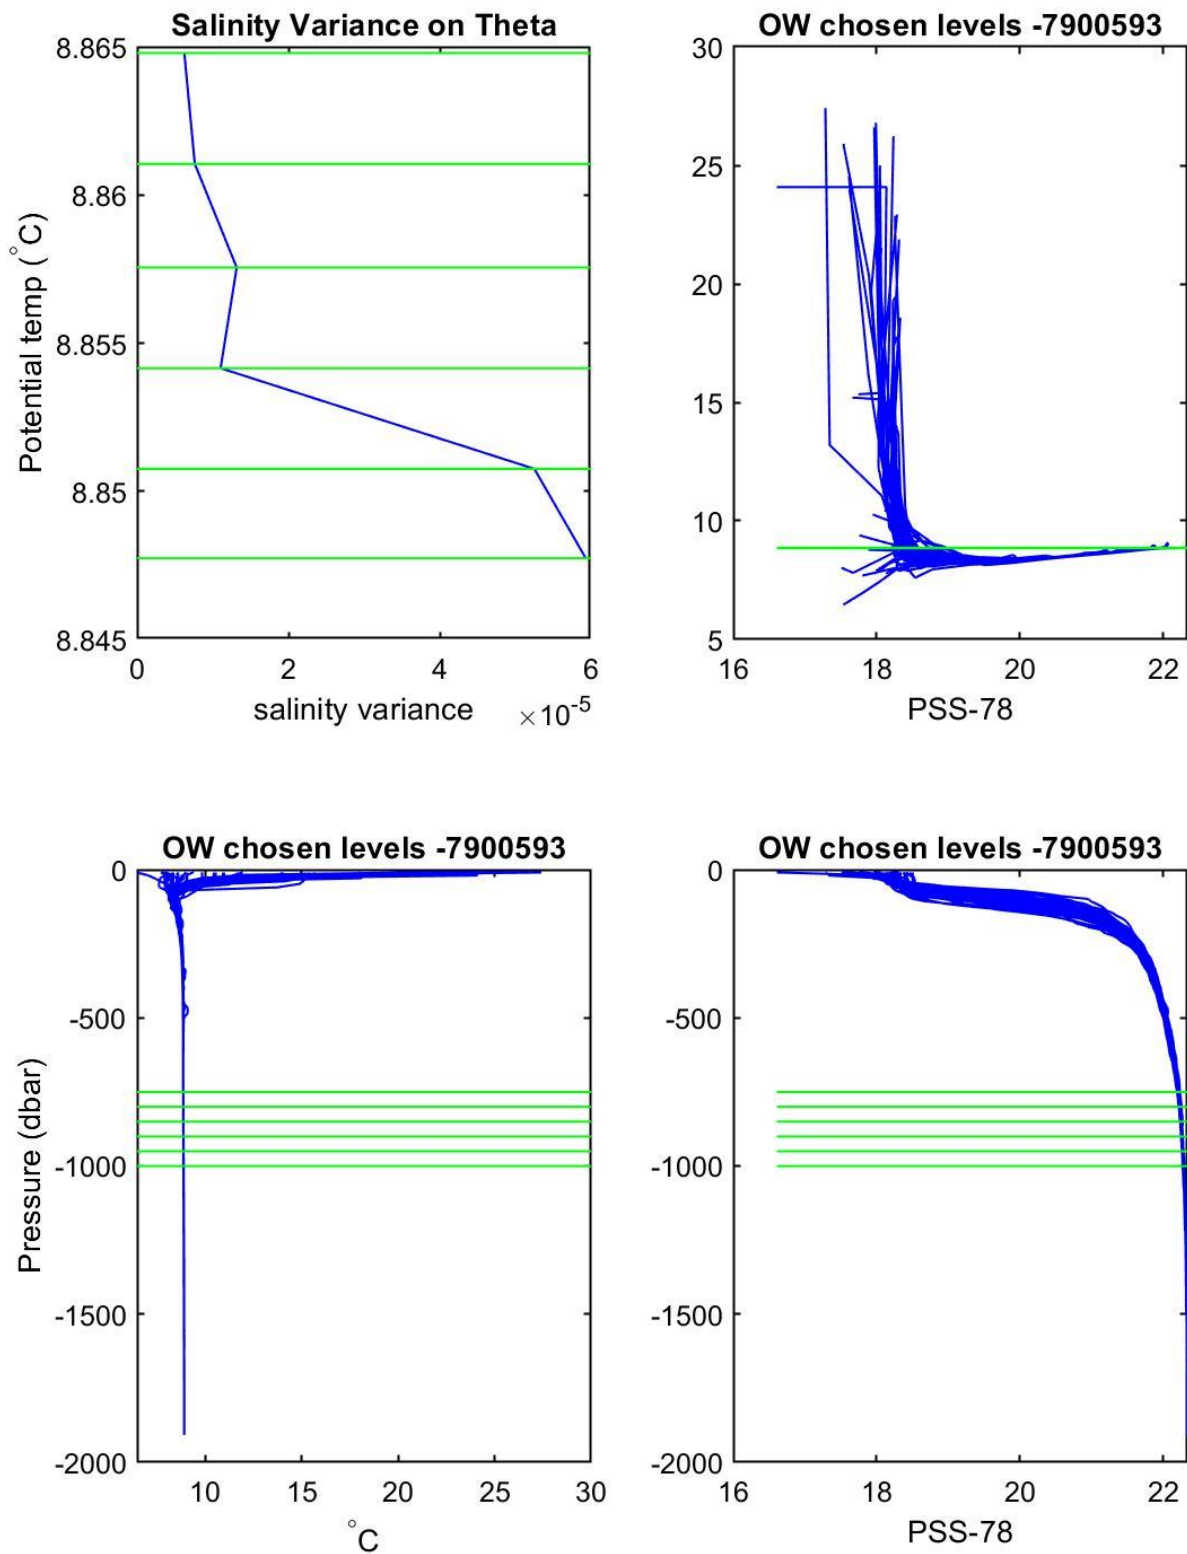 Salinity Variance on Theta
8.865
8.86
8.855
8.85
8.845
Potential temp (°C)
0 2 4 6
salinity variance ×10-5
OW chosen levels -7900593
30
25
20
15
10
5
16 18 20 22
PSS-78
OW chosen levels -7900593
0
-500
-1000
-1500
-2000
Pressure (dbar)
10 15 20 25 30
°C
OW chosen levels -7900593
0
-500
-1000
-1500
-2000
16 18 20 22
PSS-78